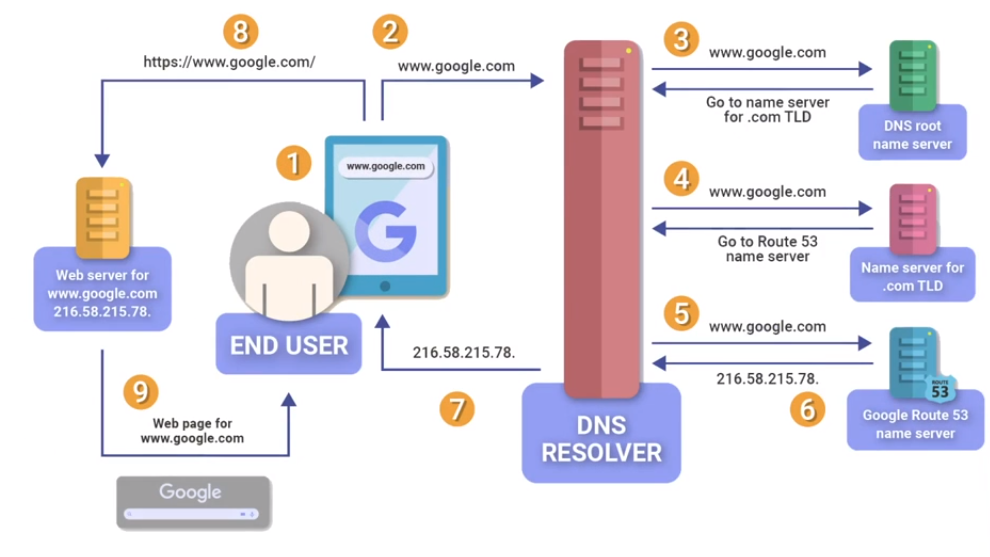 8
https://www.google.com/
2
www.google.com
3
www.google.com
Go to name server
for .com TLD
DNS root
name server
1
www.google.com
G
4
www.google.com
Go to Route 53
name server
Name server for
.com TLD
Web server for
www.google.com
216.58.215.78.
END USER
5
www.google.com
216.58.215.78.
6
ROUTE
53
Google Route 53
name server
216.58.215.78.
7
DNS
RESOLVER
9
Web page for
www.google.com
Google